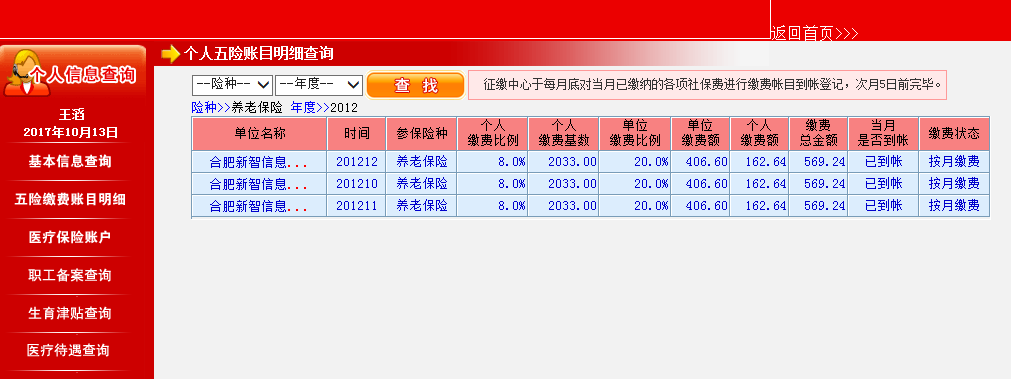 返回首页>>>
个人信息查询
王滔
2017年10月13日
基本信息查询
五险缴费账目明细
医疗保险账户
职工备案查询
生育津贴查询
医疗待遇查询
个人五险账目明细查询
--险种-- --年度-- 查 找 征缴中心于每月底对当月已缴纳的各项社保费进行缴费帐目到帐登记，次月5日前完毕。
险种>>养老保险 年度>>2012
单位名称 时间 参保险种 个人缴费比例 个人缴费基数 单位缴费比例 单位缴费额 个人缴费额 缴费总金额 当月是否到帐 缴费状态
合肥新智信息... 201212 养老保险 8.0% 2033.00 20.0% 406.60 162.64 569.24 已到帐 按月缴费
合肥新智信息... 201210 养老保险 8.0% 2033.00 20.0% 406.60 162.64 569.24 已到帐 按月缴费
合肥新智信息... 201211 养老保险 8.0% 2033.00 20.0% 406.60 162.64 569.24 已到帐 按月缴费